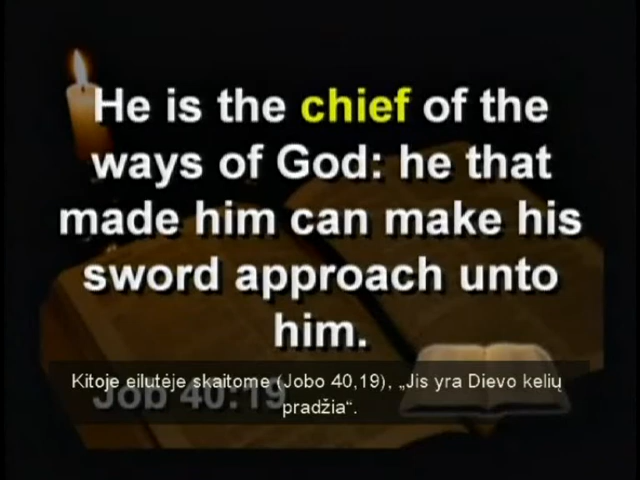 He is the chief of the
ways of God: he that
made him can make his
sword approach unto
him.
Job 40:19
Kitoje eilutėje skaitome (Jobo 40,19), „Jis yra Dievo kelių
pradžia“.